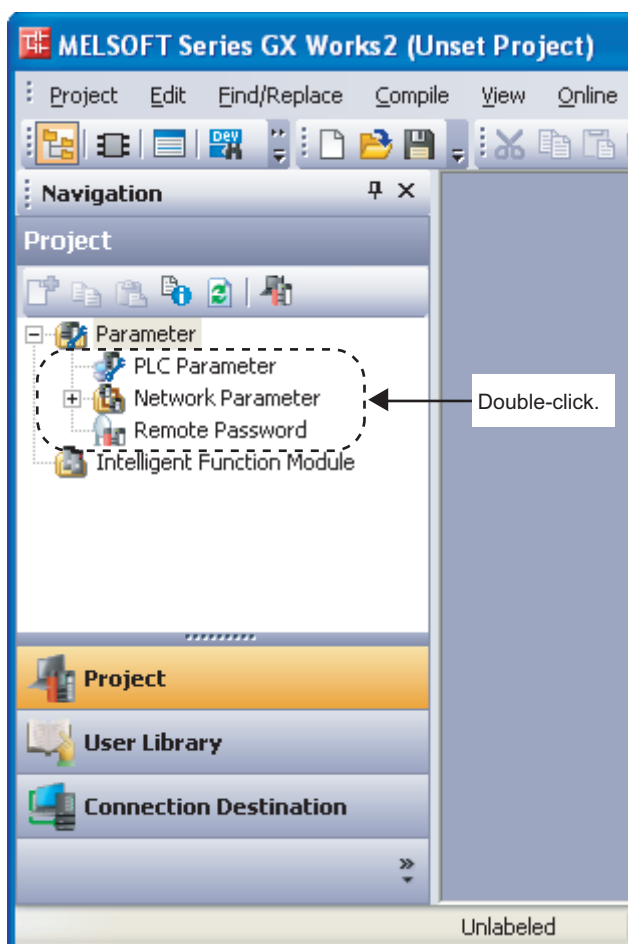 MELSOFT Series GX Works2 (Unset Project)
Project Edit Find/Replace Compile View Online
Dev
Navigation
Project
Parameter
PLC Parameter
Network Parameter
Double-click.
Remote Password
Intelligent Function Module
Project
User Library
Connection Destination
Unlabeled